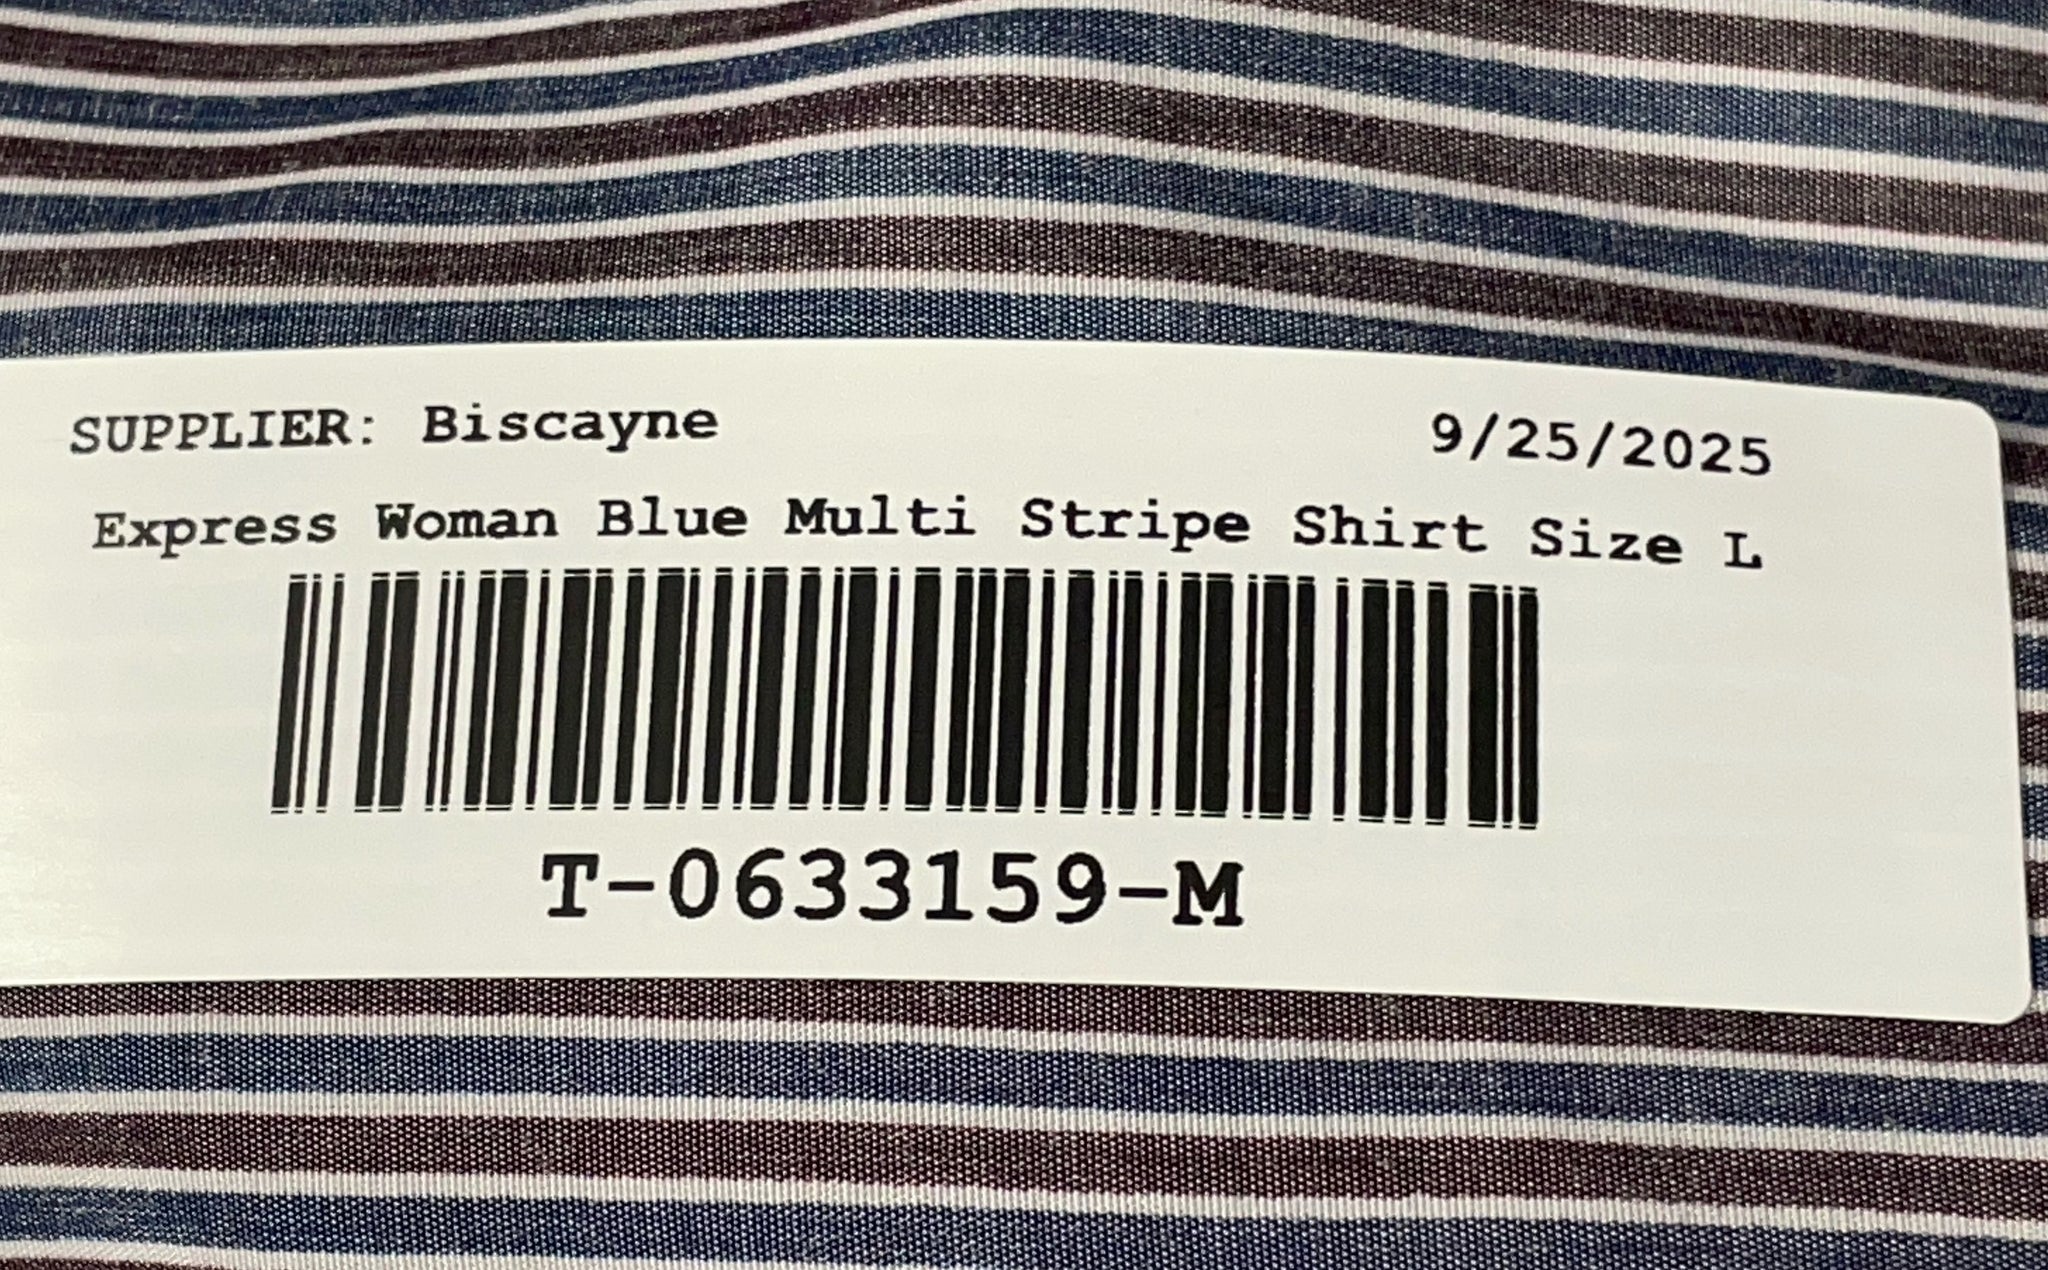 SUPPLIER: Biscayne 9/25/2025
Express Woman Blue Multi Stripe Shirt Size L
T-0633159-M